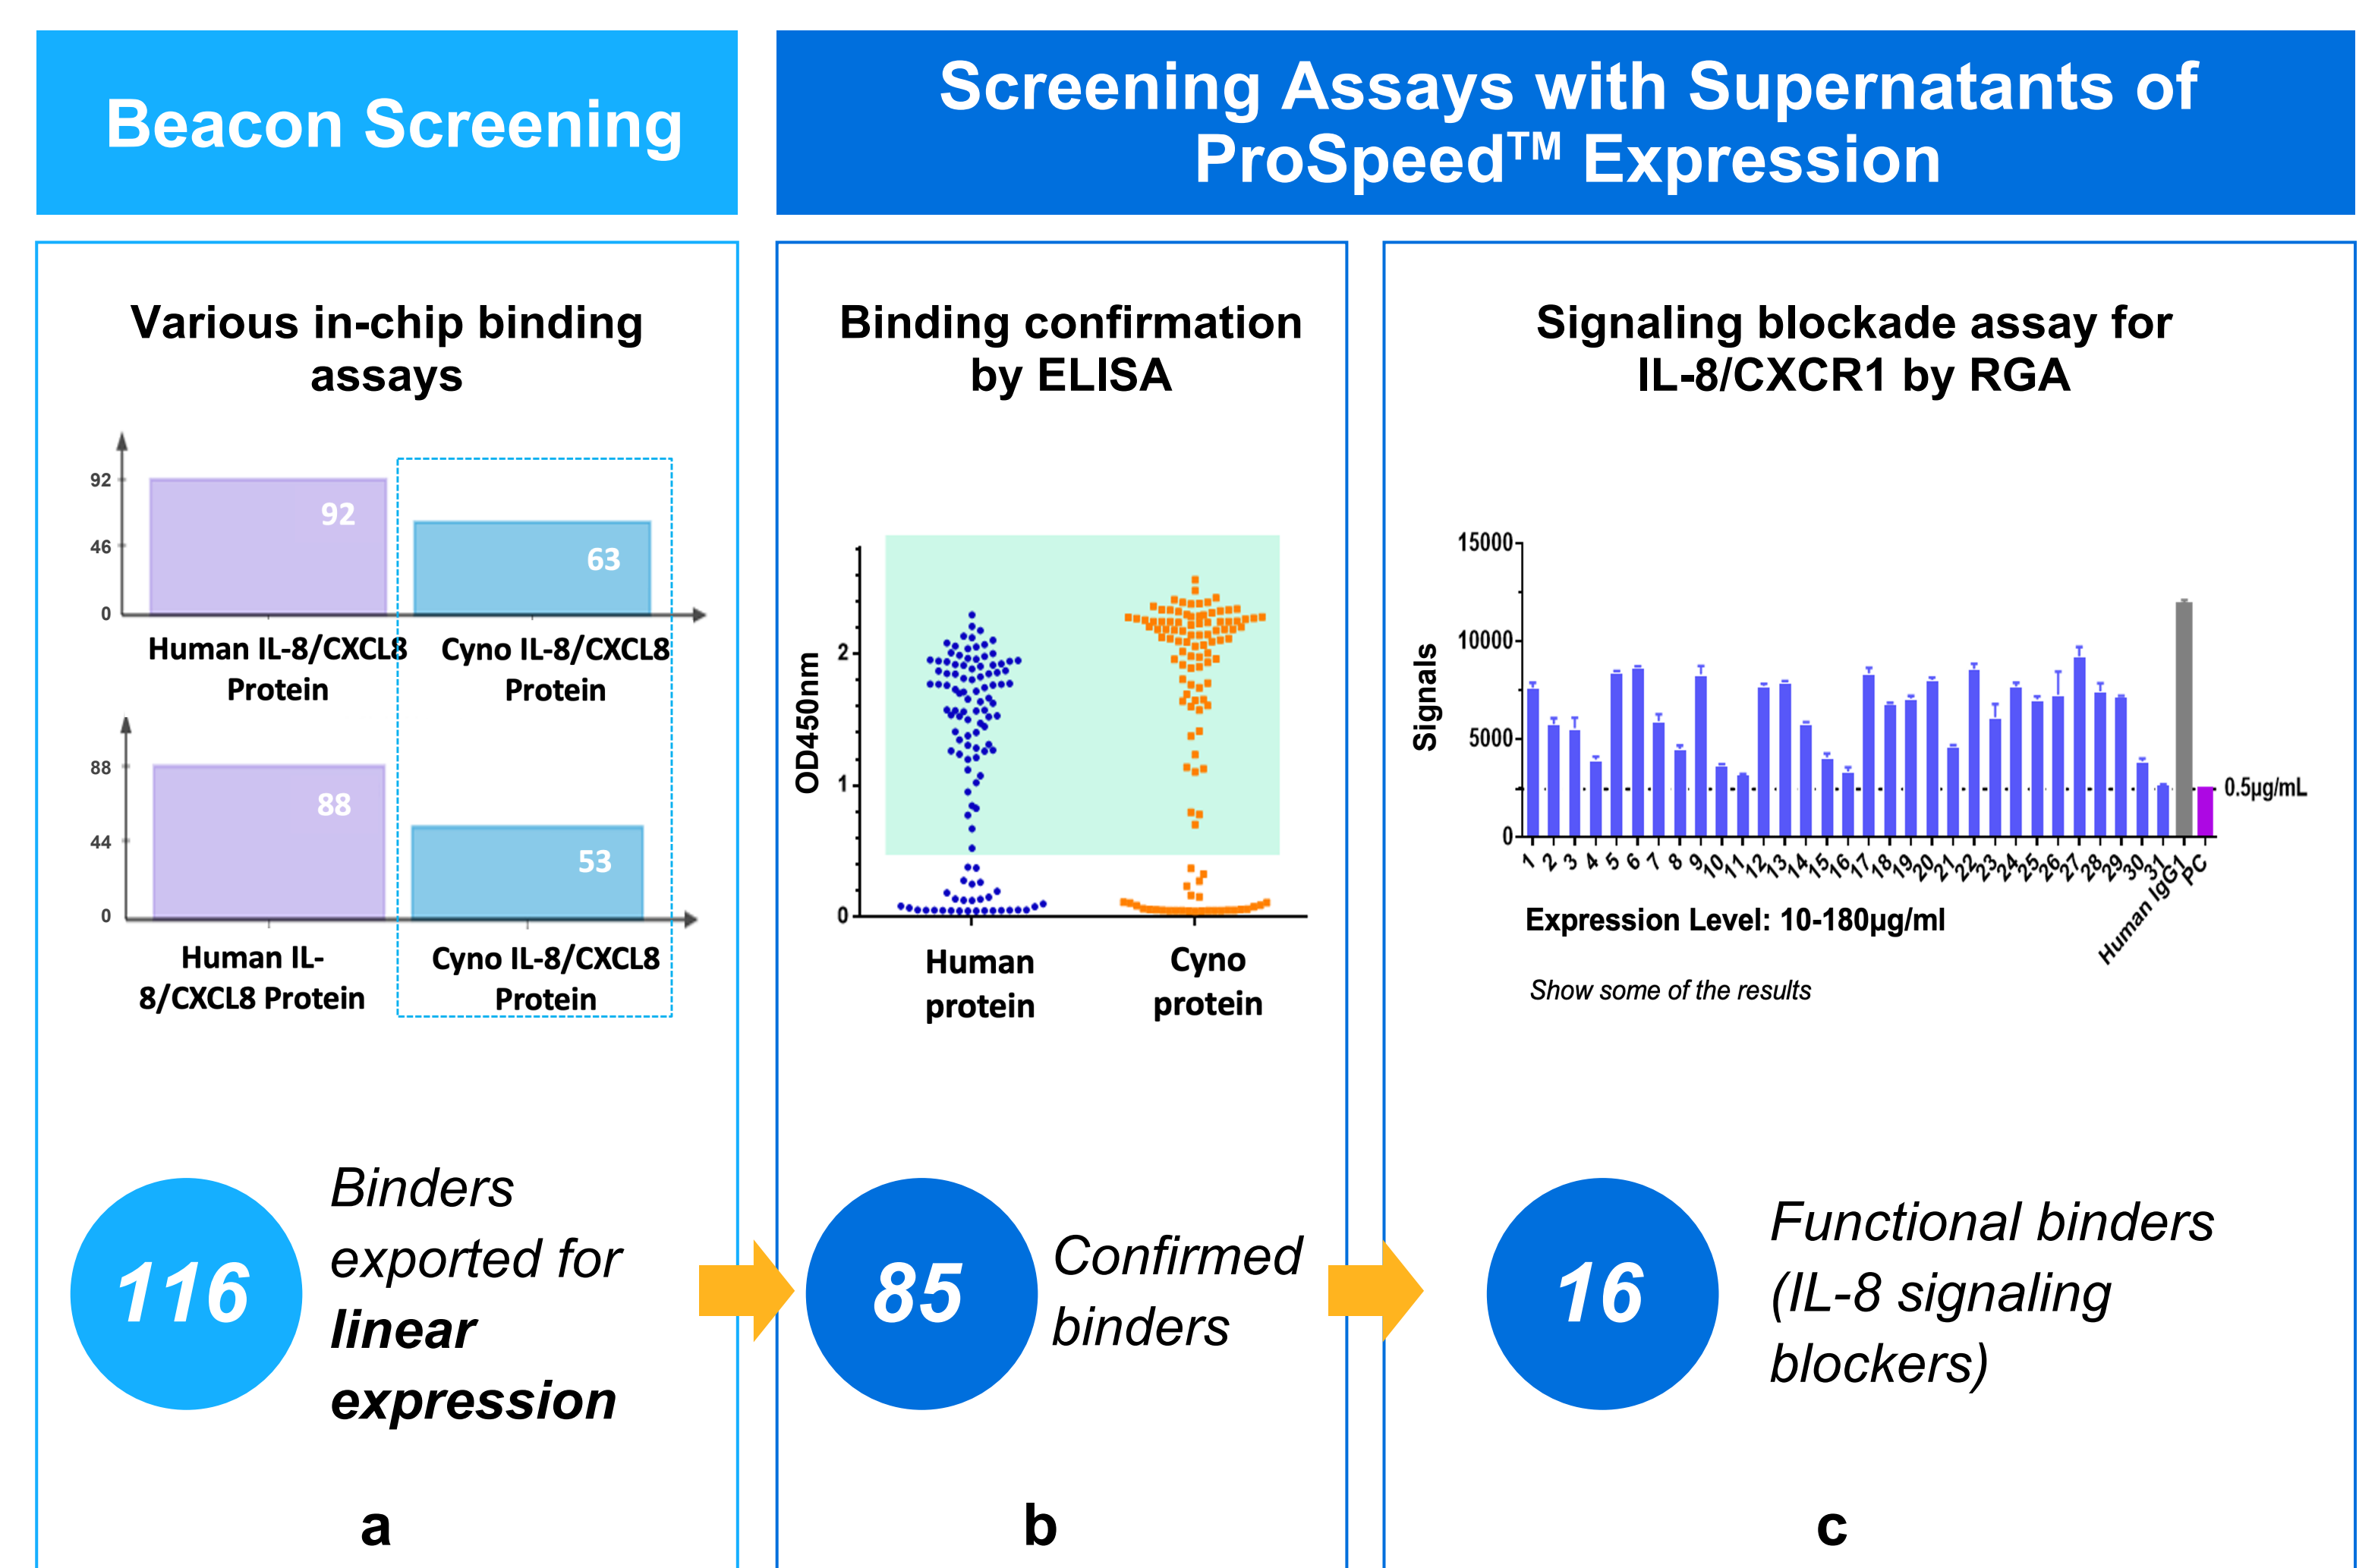 Beacon Screening
Screening Assays with Supernatants of
ProSpeed™ Expression
Various in-chip binding
assays
92
46
0
92
63
Human IL-8/CXCL8
Protein
Cyno IL-8/CXCL8
Protein
88
44
0
88
53
Human IL-
8/CXCL8 Protein
Cyno IL-8/CXCL8
Protein
116
Binders
exported for
linear
expression
a
Binding confirmation
by ELISA
OD450nm
2
1
0
Human
protein
Cyno
protein
85
Confirmed
binders
b
Signaling blockade assay for
IL-8/CXCR1 by RGA
Signals
15000
10000
5000
0
0.5µg/mL
1 2 3 4 5 6 7 8 9 10 11 12 13 14 15 16 17 18 19 20 21 22 23 24 25 26 27 28 29 30 31 Human IgG1 PC
Expression Level: 10-180µg/ml
Show some of the results
16
Functional binders
(IL-8 signaling
blockers)
c